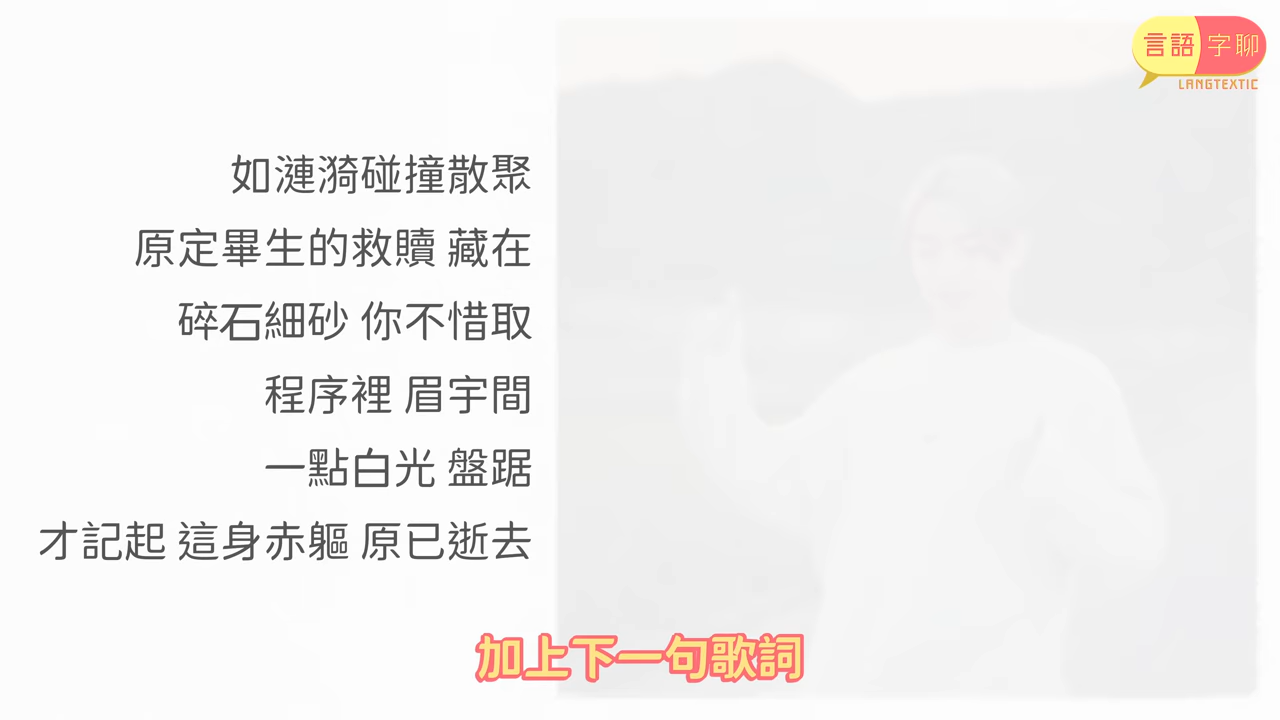 言語字聊
LANGTEXTIC
如漣漪碰撞散聚
原定畢生的救贖 藏在
碎石細砂 你不惜取
程序裡 眉宇間
一點白光 盤踞
才記起 這身赤軀 原已逝去
加上下一句歌詞